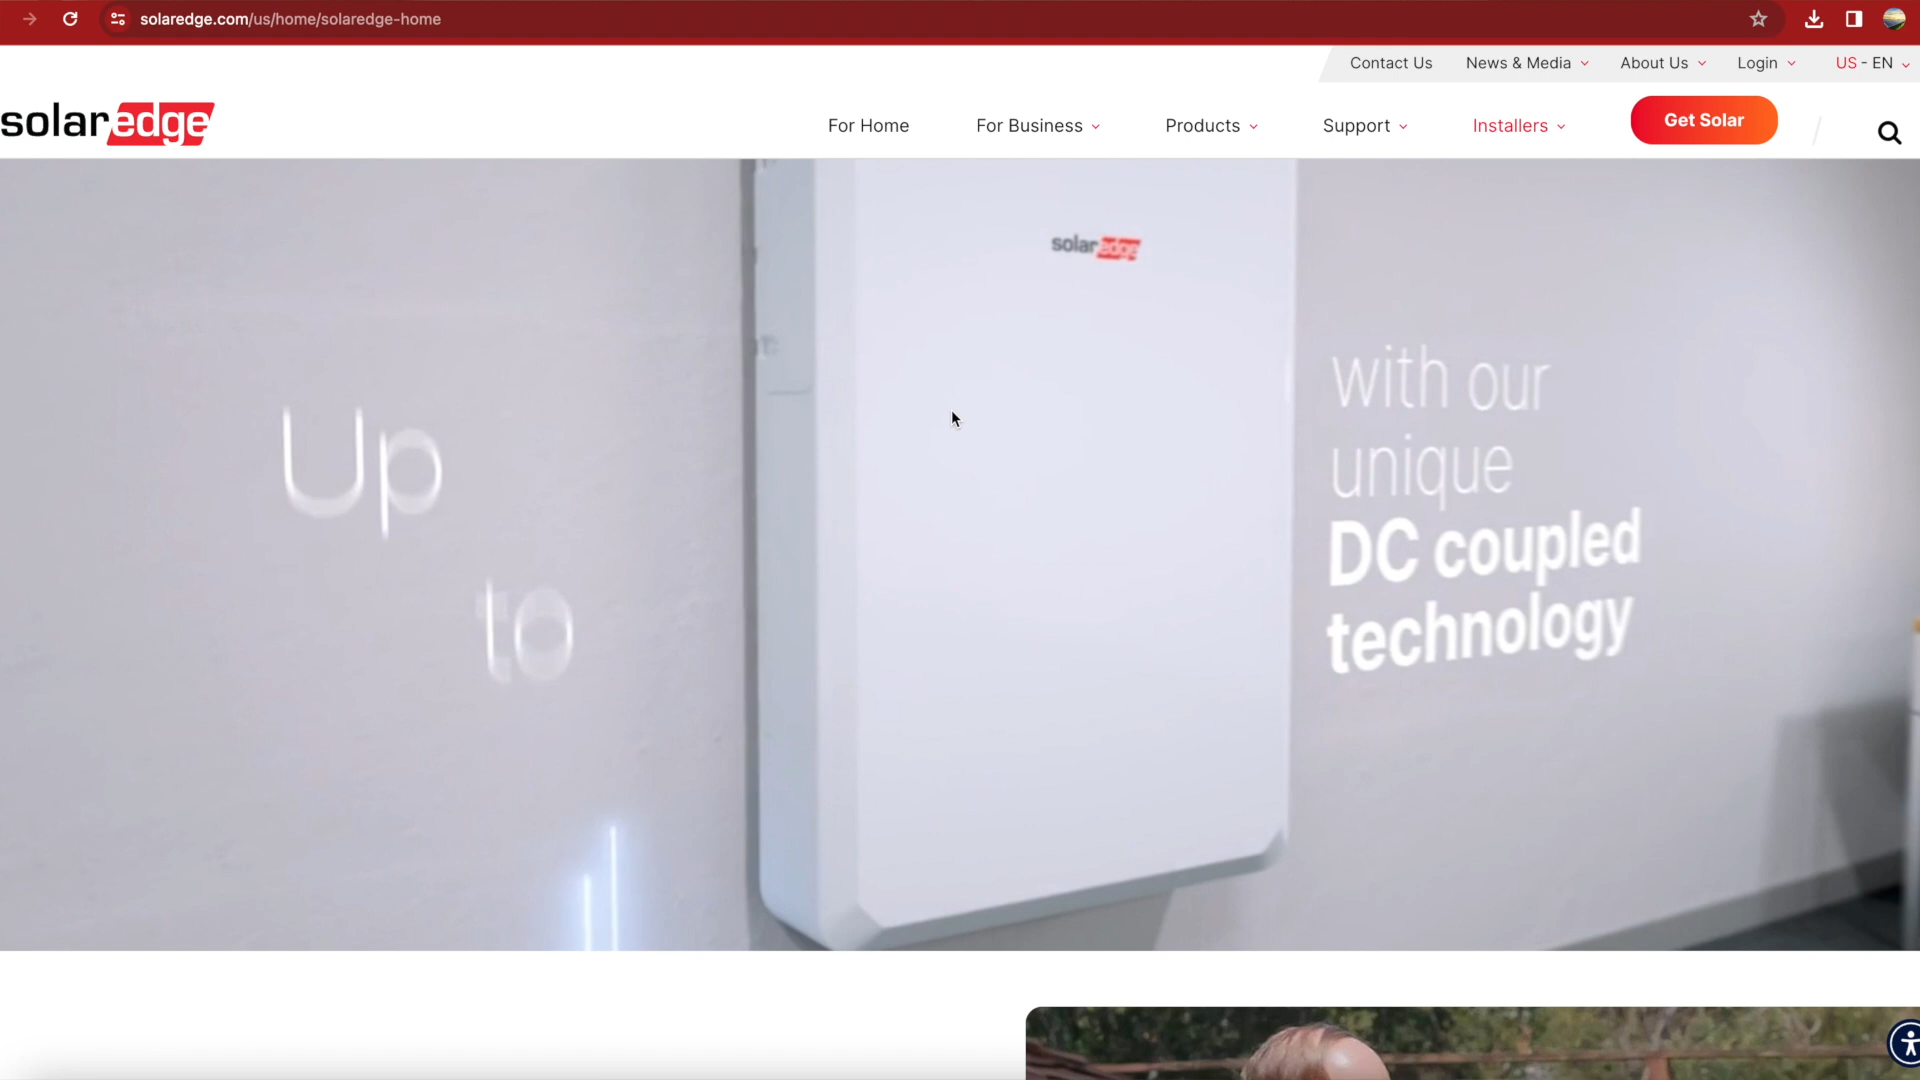 solaredge.com/us/home/solaredge-home
Contact Us News & Media About Us Login US - EN
solaredge
For Home For Business Products Support Installers Get Solar
solaredge
Up
to
with our
unique
DC coupled
technology